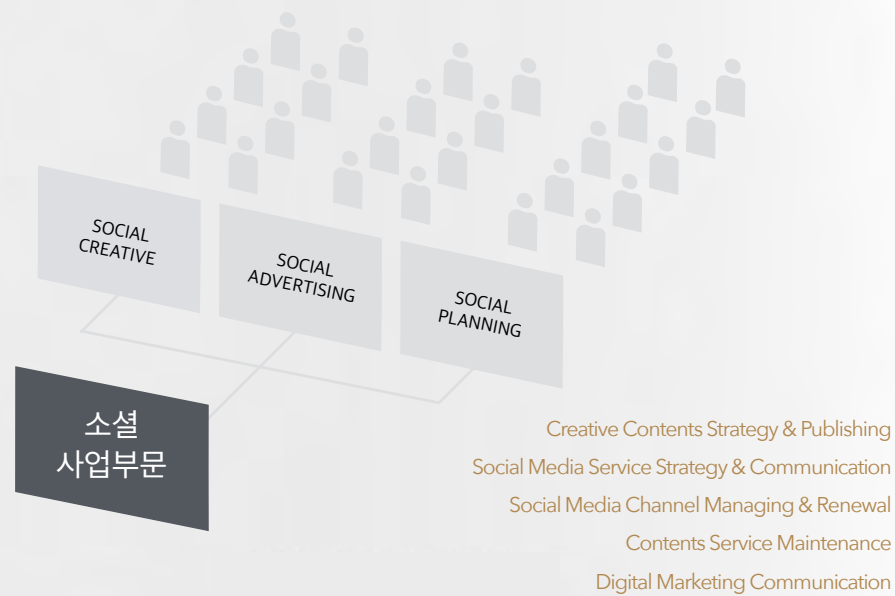 SOCIAL
CREATIVE
SOCIAL
ADVERTISING
SOCIAL
PLANNING
소셜
사업부문
Creative Contents Strategy & Publishing
Social Media Service Strategy & Communication
Social Media Channel Managing & Renewal
Contents Service Maintenance
Digital Marketing Communication